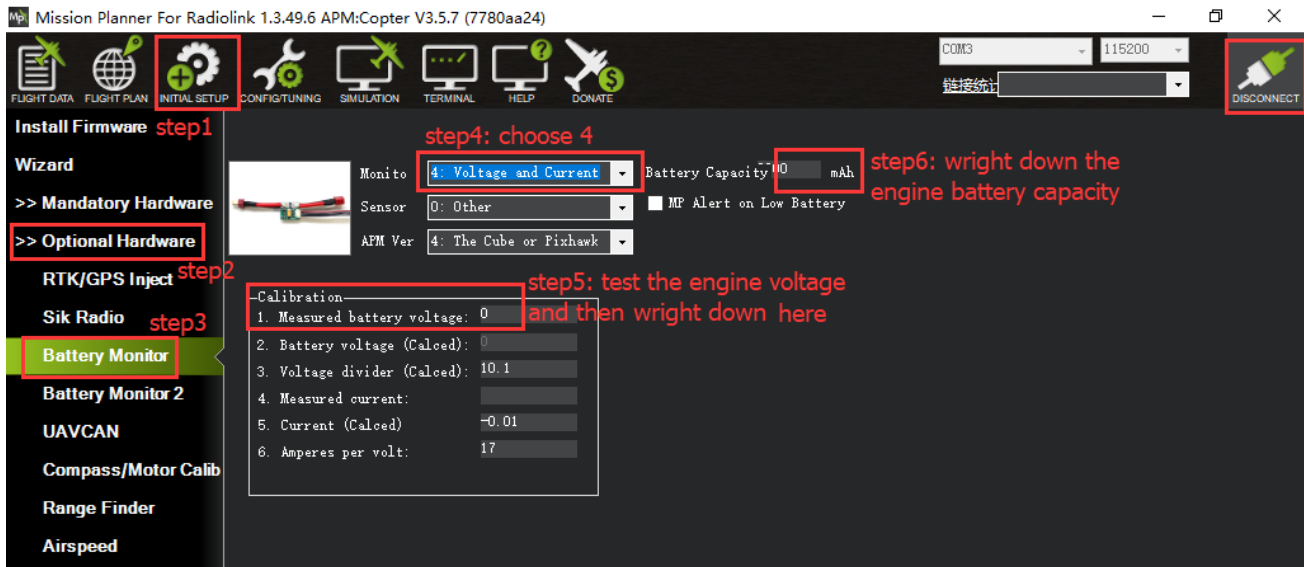 Mission Planner For Radiolink 1.3.49.6 APM:Copter V3.5.7 (7780aa24)
FLIGHT DATA
FLIGHT PLAN
INITIAL SETUP
CONFIG/TUNING
SIMULATION
TERMINAL
HELP
DONATE
COM3
115200
链接统计
DISCONNECT
Install Firmware
step1
Wizard
>> Mandatory Hardware
>> Optional Hardware
step2
RTK/GPS Inject
Sik Radio
step3
Battery Monitor
Battery Monitor 2
UAVCAN
Compass/Motor Calib
Range Finder
Airspeed
step4: choose 4
Monito
4: Voltage and Current
Battery Capacity
mAh
step6: wright down the
engine battery capacity
Sensor
0: Other
MP Alert on Low Battery
APM Ver
4: The Cube or Pixhawk
step5: test the engine voltage
and then wright down here
Calibration
1. Measured battery voltage: 0
2. Battery voltage (Calced): 0
3. Voltage divider (Calced): 10.1
4. Measured current:
5. Current (Calced) -0.01
6. Amperes per volt: 17